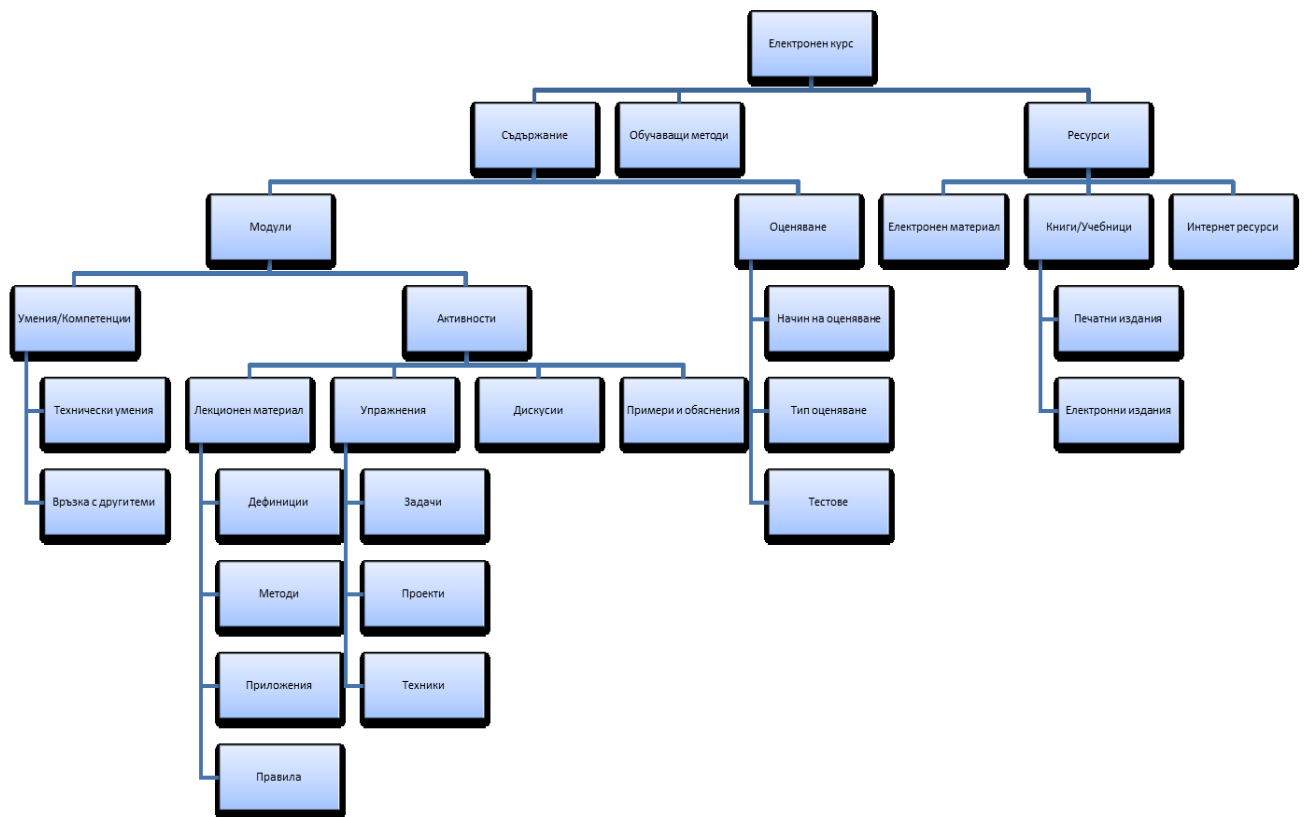 Електронен курс
Съдържание
Обучаващи методи
Ресурси
Модули
Оценяване
Електронен материал
Книги/Учебници
Интернет ресурси
Умения/Компетенции
Активности
Начин на оценяване
Печатни издания
Технически умения
Лекционен материал
Упражнения
Дискусии
Примери и обяснения
Тип оценяване
Електронни издания
Връзка с други теми
Дефиниции
Задачи
Тестове
Методи
Проекти
Приложения
Техники
Правила